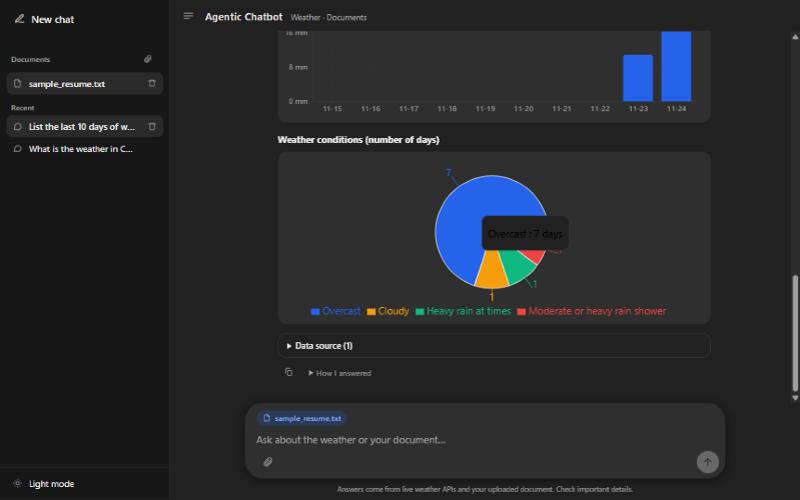 New chat
Documents
sample_resume.txt
Recent
List the last 10 days of w...
What is the weather in C...
Light mode
Agentic Chatbot Weather · Documents
16 mm
8 mm
0 mm
11-15 11-16 11-17 11-18 11-19 11-20 11-21 11-22 11-23 11-24
Weather conditions (number of days)
7
Overcast : 7 days
1
1
1
Overcast Cloudy Heavy rain at times Moderate or heavy rain shower
Data source (1)
How I answered
sample_resume.txt
Ask about the weather or your document...
Answers come from live weather APIs and your uploaded document. Check important details.